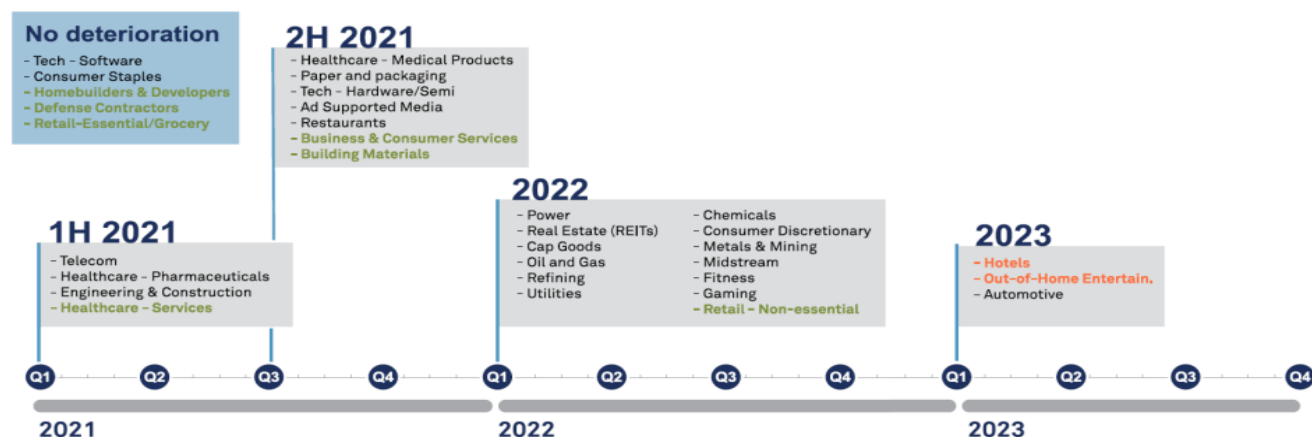 No deterioration
- Tech - Software
- Consumer Staples
- Homebuilders & Developers
- Defense Contractors
- Retail-Essential/Grocery
2H 2021
- Healthcare - Medical Products
- Paper and packaging
- Tech - Hardware/Semi
- Ad Supported Media
- Restaurants
- Business & Consumer Services
- Building Materials
1H 2021
- Telecom
- Healthcare - Pharmaceuticals
- Engineering & Construction
- Healthcare - Services
2022
- Power
- Real Estate (REITs)
- Cap Goods
- Oil and Gas
- Refining
- Utilities
- Chemicals
- Consumer Discretionary
- Metals & Mining
- Midstream
- Fitness
- Gaming
- Retail - Non-essential
2023
- Hotels
- Out-of-Home Entertain.
- Automotive
Q1 Q2 Q3 Q4 Q1 Q2 Q3 Q4 Q1 Q2 Q3 Q4
2021 2022 2023